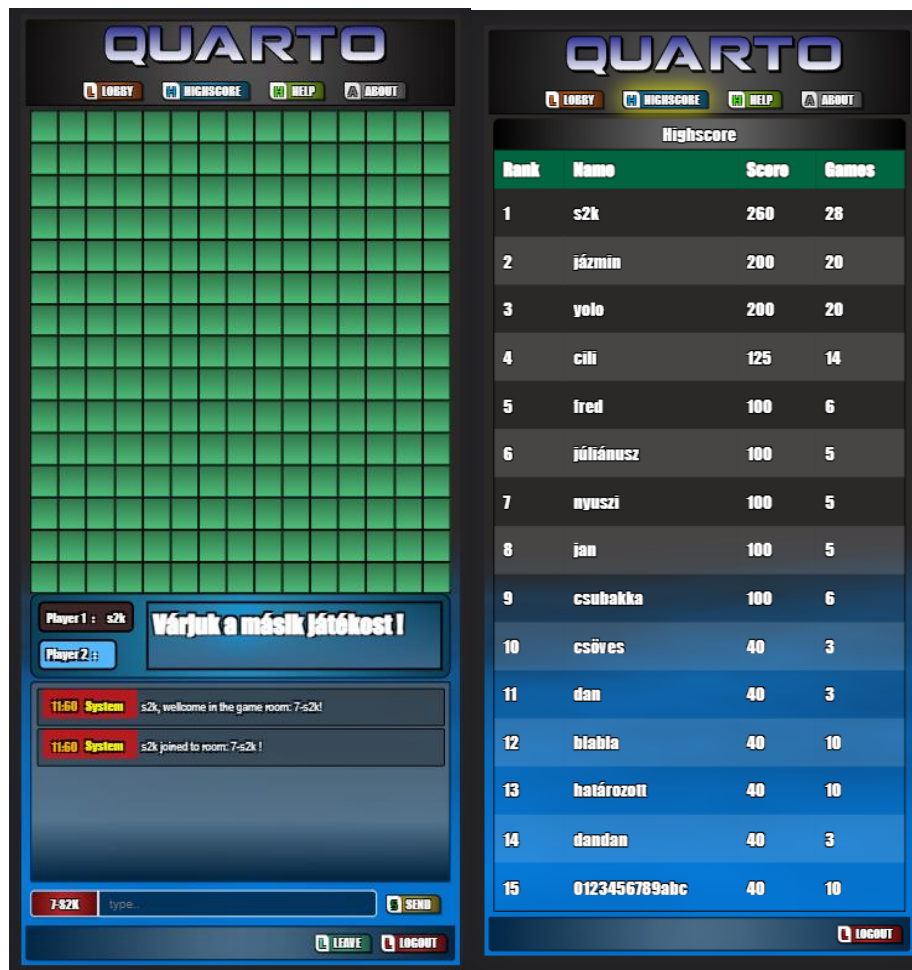 QUARTO
L LOBBY H HIGHSCORE H HELP A ABOUT
Player 1 : s2k
Player 2 :
Várjuk a másik játékost !
11:60 System s2k, wellcome in the game room: 7-s2k!
11:60 System s2k joined to room: 7-s2k !
7-S2K type.. S SEND
L LEAVE L LOGOUT
QUARTO
L LOBBY H HIGHSCORE H HELP A ABOUT
Highscore
Rank Name Score Games
1 s2k 260 28
2 jázmin 200 20
3 yolo 200 20
4 cili 125 14
5 fred 100 6
6 júliánusz 100 5
7 nyuszi 100 5
8 jan 100 5
9 csubakka 100 6
10 csöves 40 3
11 dan 40 3
12 blabla 40 10
13 határozott 40 10
14 dandan 40 3
15 0123456789abc 40 10
L LOGOUT